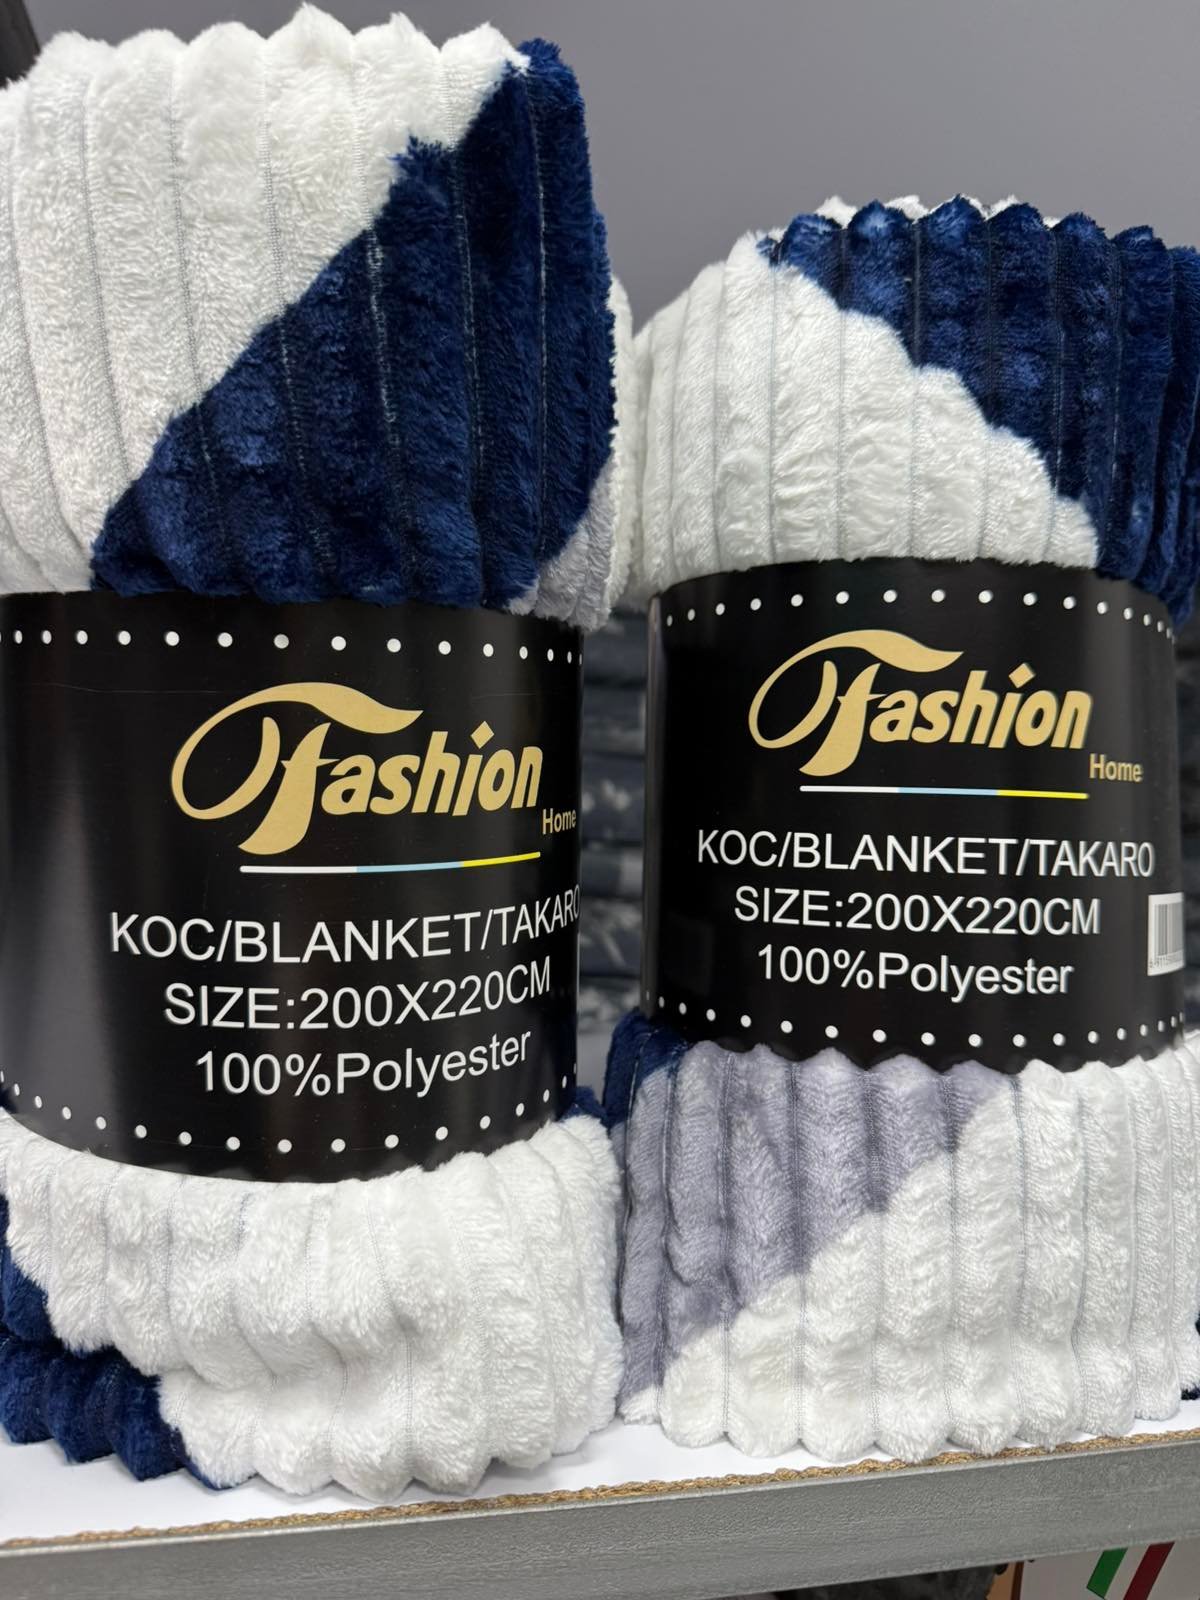 Fashion
Home
KOC/BLANKET/TAKARO
SIZE:200X220CM
100%Polyester
Fashion
Home
KOC/BLANKET/TAKARO
SIZE:200X220CM
100%Polyester